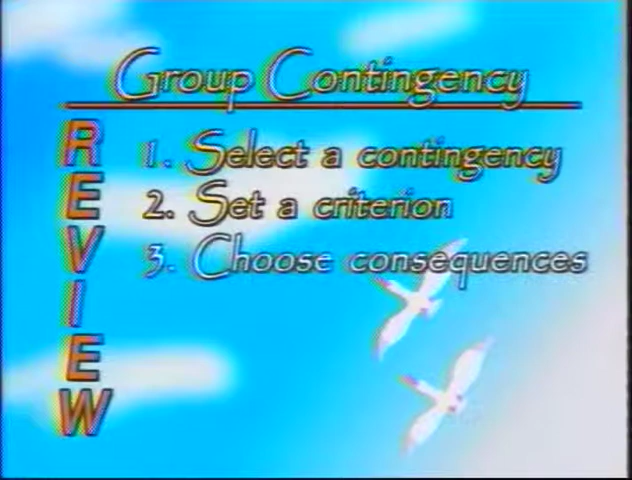 Group Contingency
REVIEW
1. Select a contingency
2. Set a criterion
3. Choose consequences